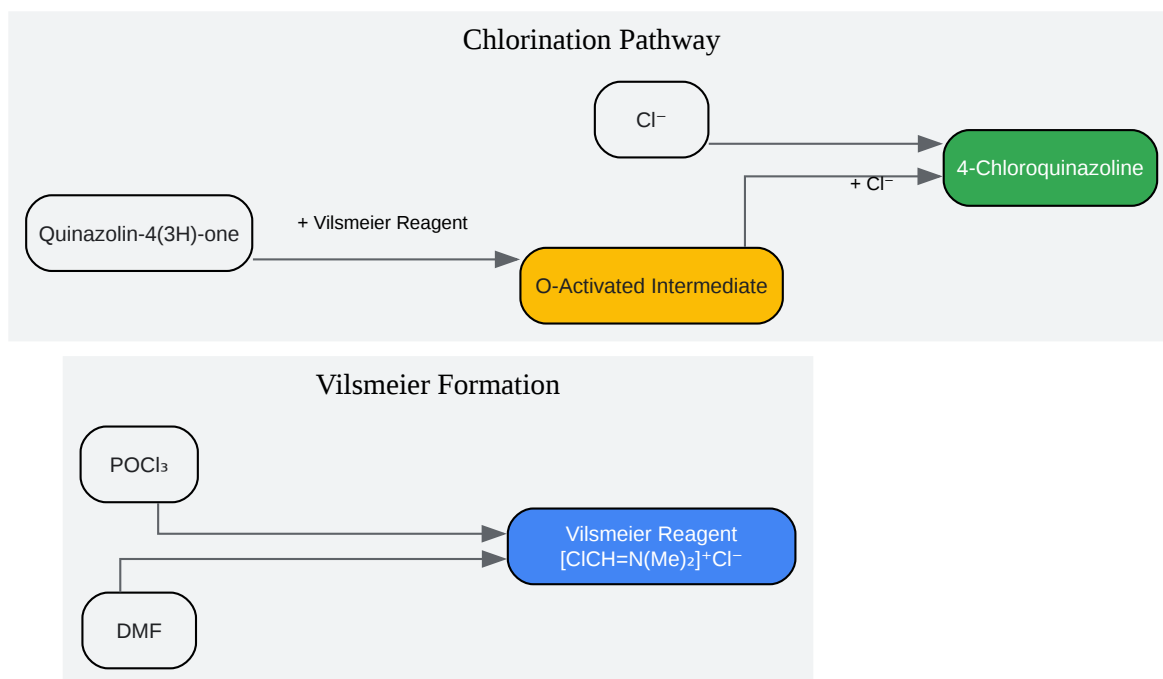 Chlorination Pathway
Cl⁻
4-Chloroquinazoline
+ Cl⁻
Quinazolin-4(3H)-one
+ Vilsmeier Reagent
O-Activated Intermediate
Vilsmeier Formation
POCl₃
Vilsmeier Reagent
[ClCH=N(Me)₂]⁺Cl⁻
DMF